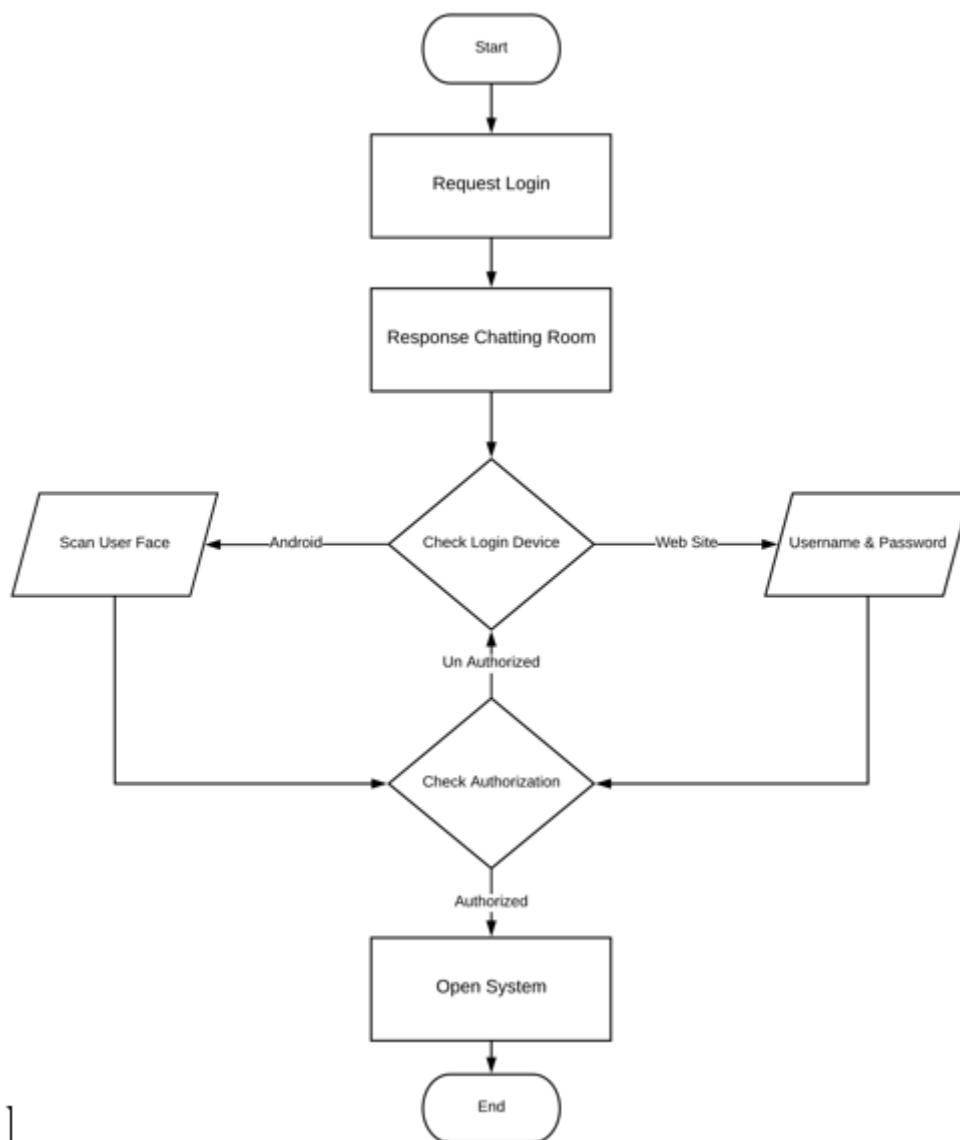 Start
Request Login
Response Chatting Room
Scan User Face
Android
Check Login Device
Web Site
Username & Password
Un Authorized
Check Authorization
Authorized
Open System
End
]